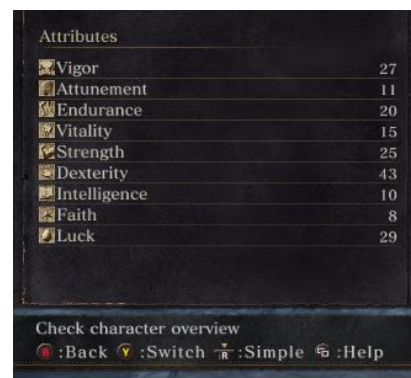 Attributes
Vigor 27
Attunement 11
Endurance 20
Vitality 15
Strength 25
Dexterity 43
Intelligence 10
Faith 8
Luck 29
Check character overview
B :Back Y :Switch R :Simple :Help